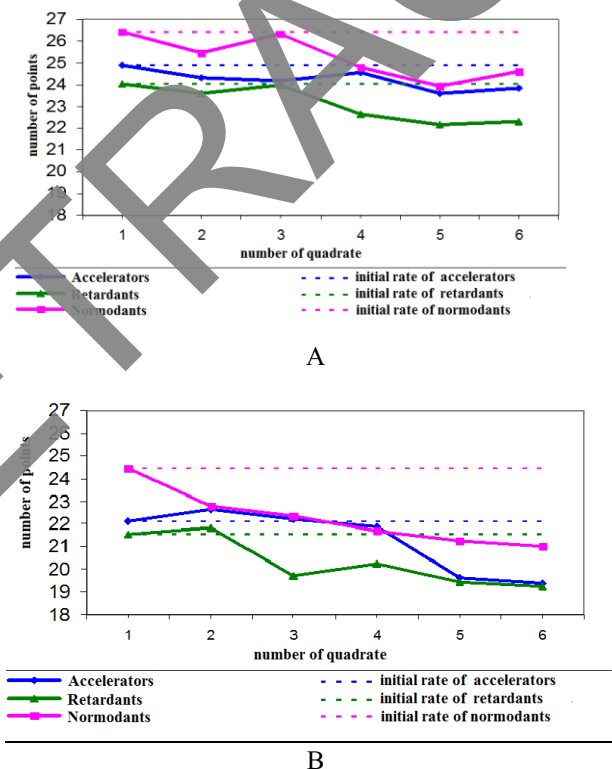 27
26
25
24
23
22
21
20
19
18
number of points
1 2 3 4 5 6
number of quadrate
Accelerators - - - - initial rate of accelerators
Retardants - - - - initial rate of retardants
Normodants - - - - initial rate of normodants
A
27
26
25
24
23
22
21
20
19
18
number of points
1 2 3 4 5 6
number of quadrate
Accelerators - - - - initial rate of accelerators
Retardants - - - - initial rate of retardants
Normodants - - - - initial rate of normodants
B